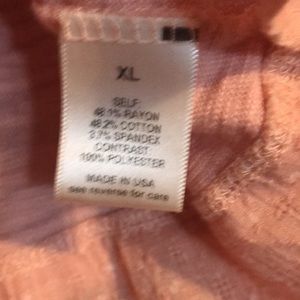 XL
SELF:
48.1% RAYON
48.2% COTTON
3.7% SPANDEX
CONTRAST:
100% POLYESTER
MADE IN USA
see reverse for care